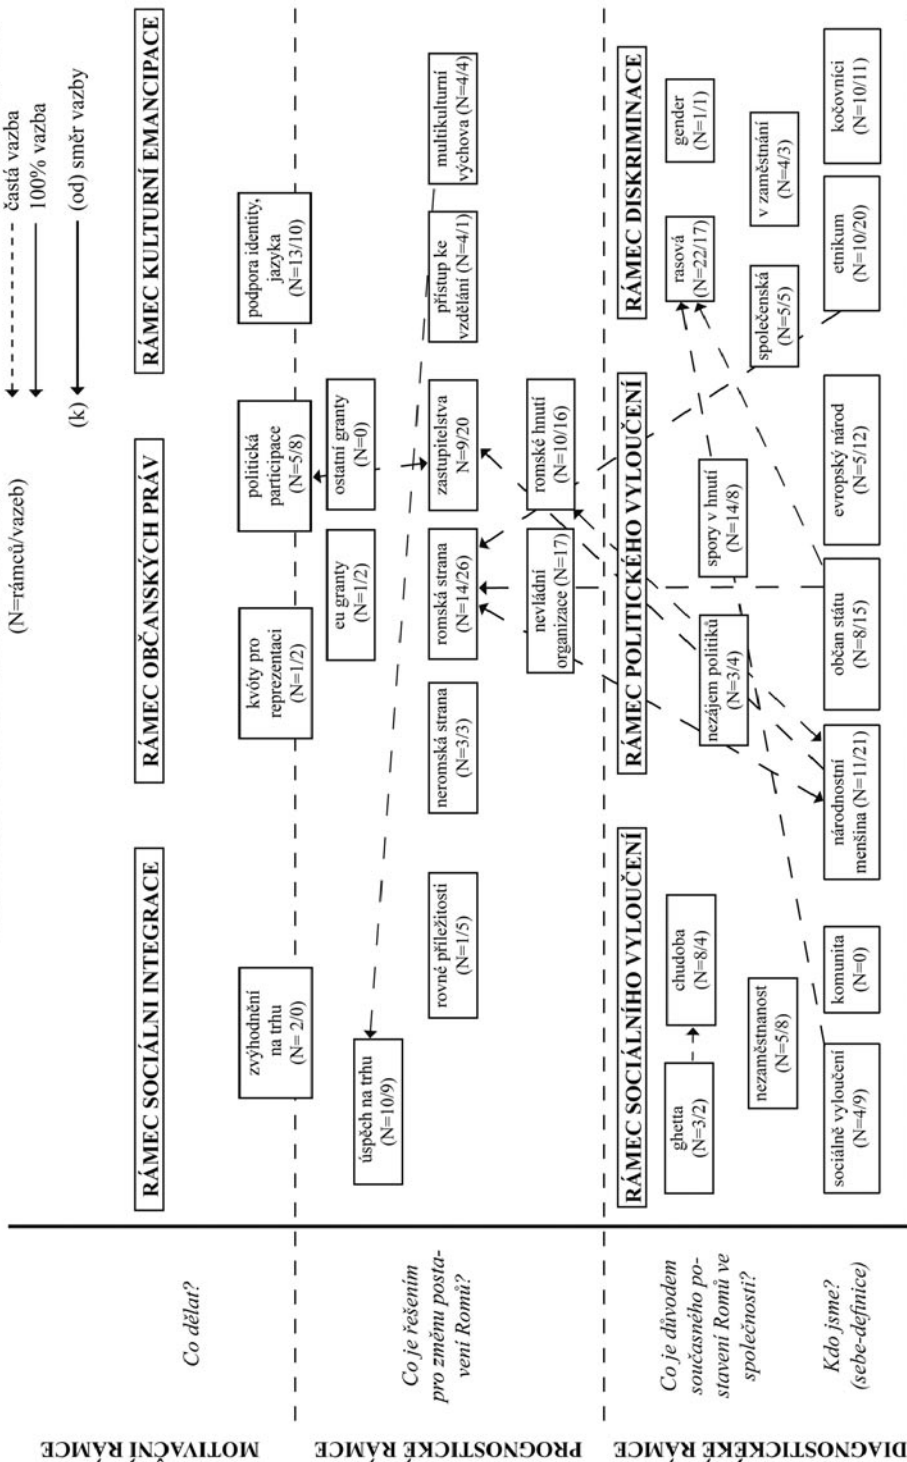 (N=rámců/vazeb)
častá vazba
100% vazba
(k)
(od) směr vazby
MOTIVAČNÍ RÁMCE
Co dělat?
RÁMEC SOCIÁLNI INTEGRACE
RÁMEC OBČANSKÝCH PRÁV
RÁMEC KULTURNÍ EMANCIPACE
zvýhodnění
na trhu
(N= 2/0)
kvóty pro
reprezentaci
(N=1/2)
politická
participace
(N=5/8)
podpora identity,
jazyka
(N=13/10)
PROGNOSTICKÉ RÁMCE
Co je řešením
pro změnu posta-
vení Romů?
úspěch na trhu
(N=10/9)
eu granty
(N=1/2)
ostatní granty
(N=0)
rovné příležitosti
(N=1/5)
neromská strana
(N=3/3)
romská strana
(N=14/26)
zastupitelstva
N=9/20
přístup ke
vzdělání (N=4/1)
multikulturní
výchova (N=4/4)
nevládní
organizace (N=17)
romské hnutí
(N=10/16)
DIAGNOSTICKÉKÉKÉ RÁMCE
Co je důvodem
současného po-
stavení Romů ve
společnosti?
RÁMEC SOCIÁLNÍHO VYLOUČENÍ
RÁMEC POLITICKÉHO VYLOUČENÍ
RÁMEC DISKRIMINACE
ghetta
(N=3/2)
chudoba
(N=8/4)
nezájem politiků
(N=3/4)
spory v hnutí
(N=14/8)
rasová
(N=22/17)
gender
(N=1/1)
nezaměstnanost
(N=5/8)
společenská
(N=5/5)
v zaměstnání
(N=4/3)
Kdo jsme?
(sebe-definice)
sociálně vyloučení
(N=4/9)
komunita
(N=0)
národnostní
menšina (N=11/21)
občan státu
(N=8/15)
evropský národ
(N=5/12)
etnikum
(N=10/20)
kočovníci
(N=10/11)